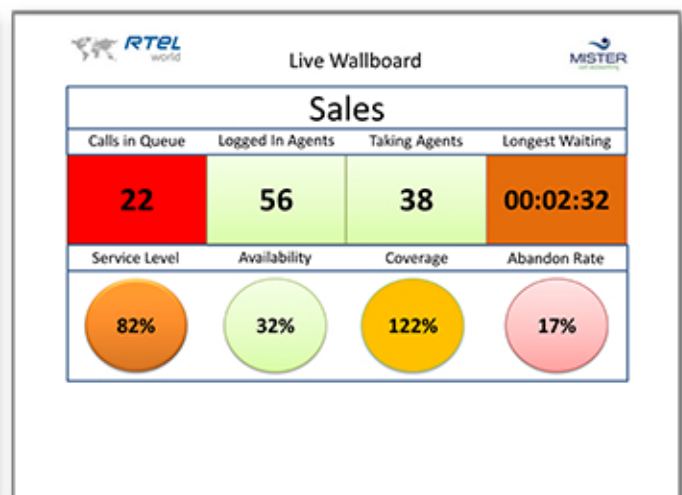 RTEL
world
Live Wallboard
MISTER
Sales
Calls in Queue Logged In Agents Taking Agents Longest Waiting
22 56 38 00:02:32
Service Level Availability Coverage Abandon Rate
82% 32% 122% 17%